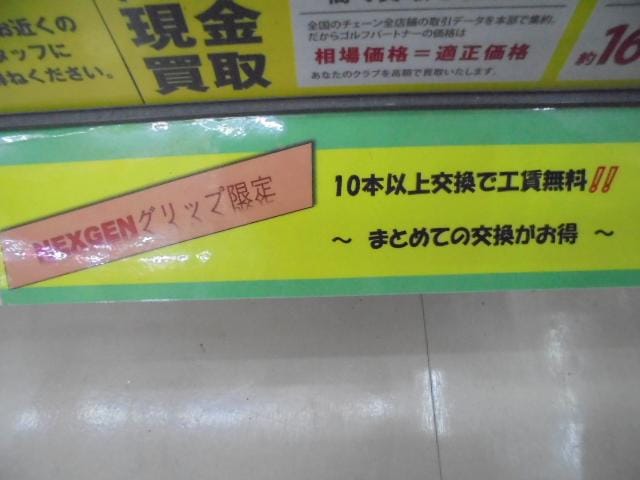 お近くの
タッフに
ねください。
現金
買取
全国のチェーン全店舗の取引データを本部で集約。
だからゴルフパートナーの価格は
相場価格=適正価格
あなたのクラブを高額で買取いたします。
約16
NEXGENグリップ限定
10本以上交換で工賃無料!!
～ まとめての交換がお得 ～